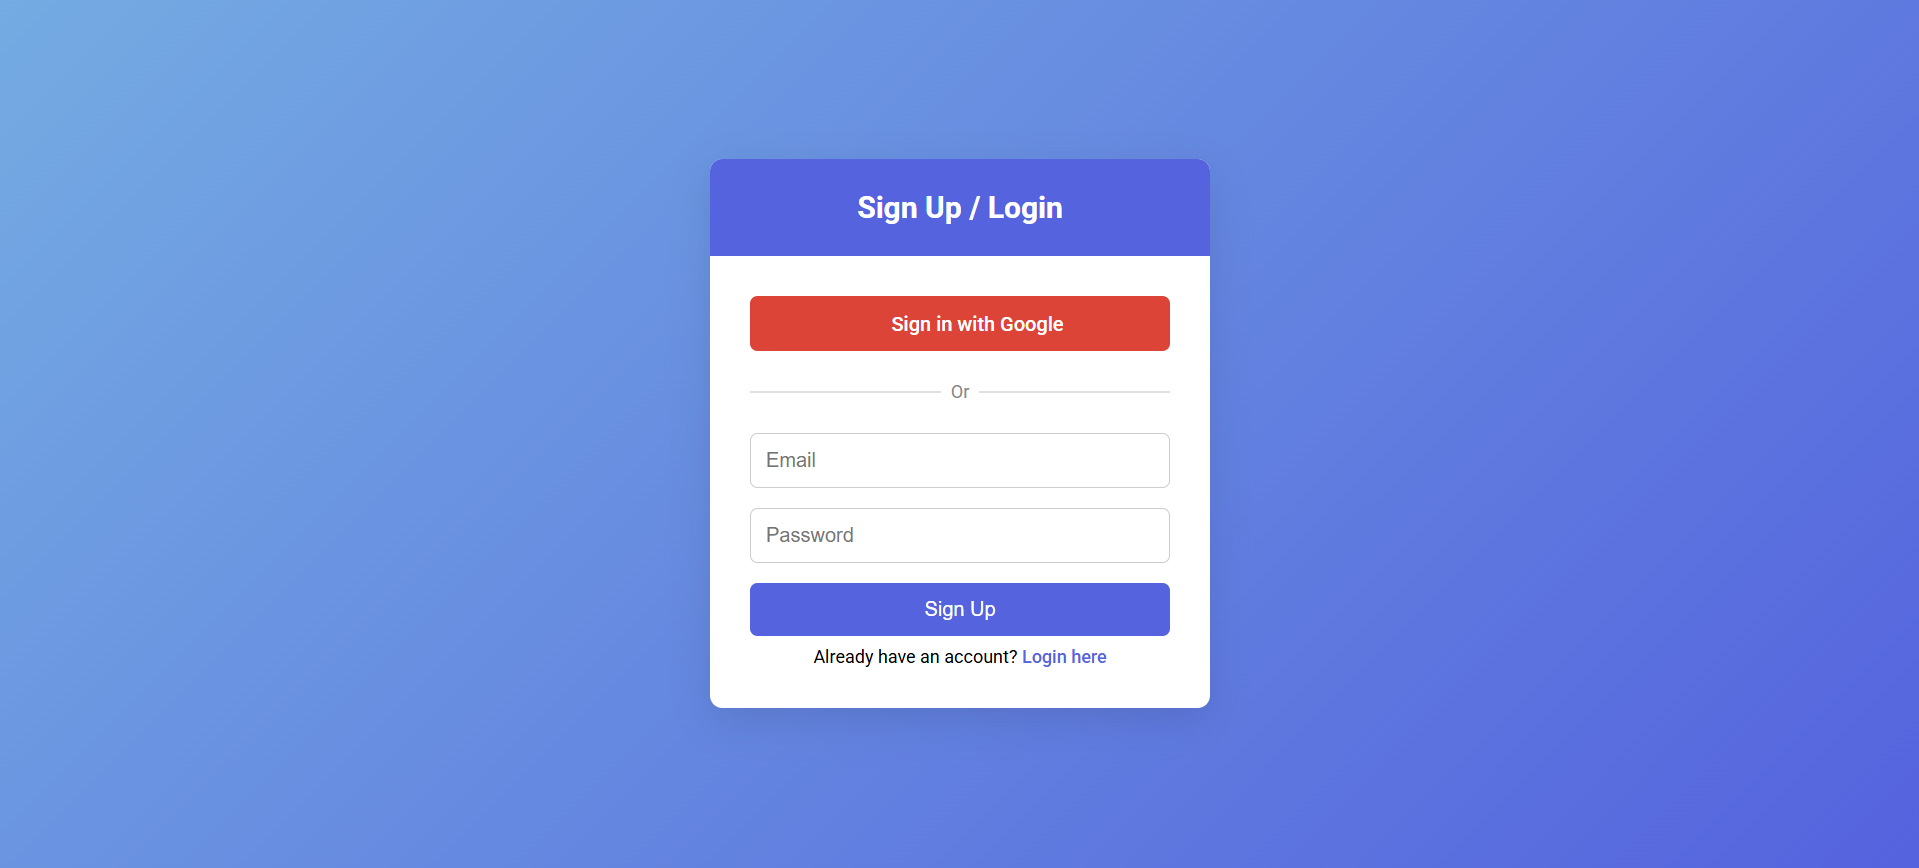 Sign Up / Login
Sign in with Google
Or
Email
Password
Sign Up
Already have an account? Login here